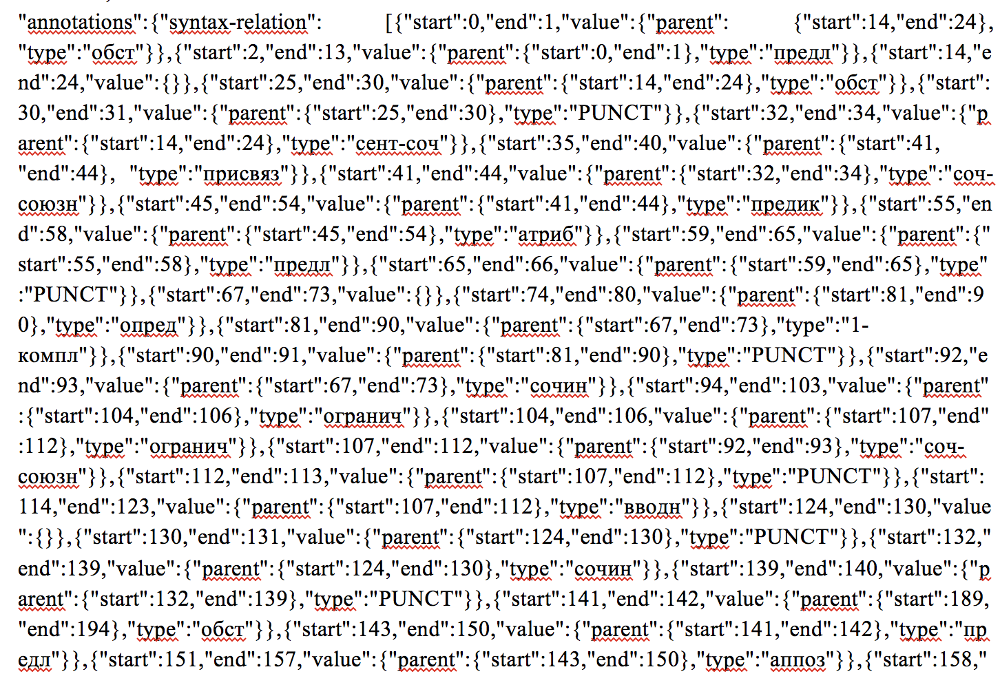 "annotations":{"syntax-relation": [{"start":0,"end":1,"value":{"parent": {"start":14,"end":24},
"type":"обст"}},{"start":2,"end":13,"value":{"parent":{"start":0,"end":1},"type":"предл"}},{"start":14,"e
nd":24,"value":{}},{"start":25,"end":30,"value":{"parent":{"start":14,"end":24},"type":"обст"}},{"start":
30,"end":31,"value":{"parent":{"start":25,"end":30},"type":"PUNCT"}},{"start":32,"end":34,"value":{"p
arent":{"start":14,"end":24},"type":"сент-соч"}},{"start":35,"end":40,"value":{"parent":{"start":41,
"end":44}, "type":"присвяз"}},{"start":41,"end":44,"value":{"parent":{"start":32,"end":34},"type":"соч-
союзн"}},{"start":45,"end":54,"value":{"parent":{"start":41,"end":44},"type":"предик"}},{"start":55,"en
d":58,"value":{"parent":{"start":45,"end":54},"type":"атриб"}},{"start":59,"end":65,"value":{"parent":{"
start":55,"end":58},"type":"предл"}},{"start":65,"end":66,"value":{"parent":{"start":59,"end":65},"type"
:"PUNCT"}},{"start":67,"end":73,"value":{}},{"start":74,"end":80,"value":{"parent":{"start":81,"end":9
0},"type":"опред"}},{"start":81,"end":90,"value":{"parent":{"start":67,"end":73},"type":"1-
компл"}},{"start":90,"end":91,"value":{"parent":{"start":81,"end":90},"type":"PUNCT"}},{"start":92,"e
nd":93,"value":{"parent":{"start":67,"end":73},"type":"сочин"}},{"start":94,"end":103,"value":{"parent"
:{"start":104,"end":106},"type":"огранич"}},{"start":104,"end":106,"value":{"parent":{"start":107,"end"
:112},"type":"огранич"}},{"start":107,"end":112,"value":{"parent":{"start":92,"end":93},"type":"соч-
союзн"}},{"start":112,"end":113,"value":{"parent":{"start":107,"end":112},"type":"PUNCT"}},{"start":
114,"end":123,"value":{"parent":{"start":107,"end":112},"type":"вводн"}},{"start":124,"end":130,"value
":{}},{"start":130,"end":131,"value":{"parent":{"start":124,"end":130},"type":"PUNCT"}},{"start":132,"
end":139,"value":{"parent":{"start":124,"end":130},"type":"сочин"}},{"start":139,"end":140,"value":{"p
arent":{"start":132,"end":139},"type":"PUNCT"}},{"start":141,"end":142,"value":{"parent":{"start":189,
"end":194},"type":"обст"}},{"start":143,"end":150,"value":{"parent":{"start":141,"end":142},"type":"пр
едл"}},{"start":151,"end":157,"value":{"parent":{"start":143,"end":150},"type":"аппоз"}},{"start":158,"